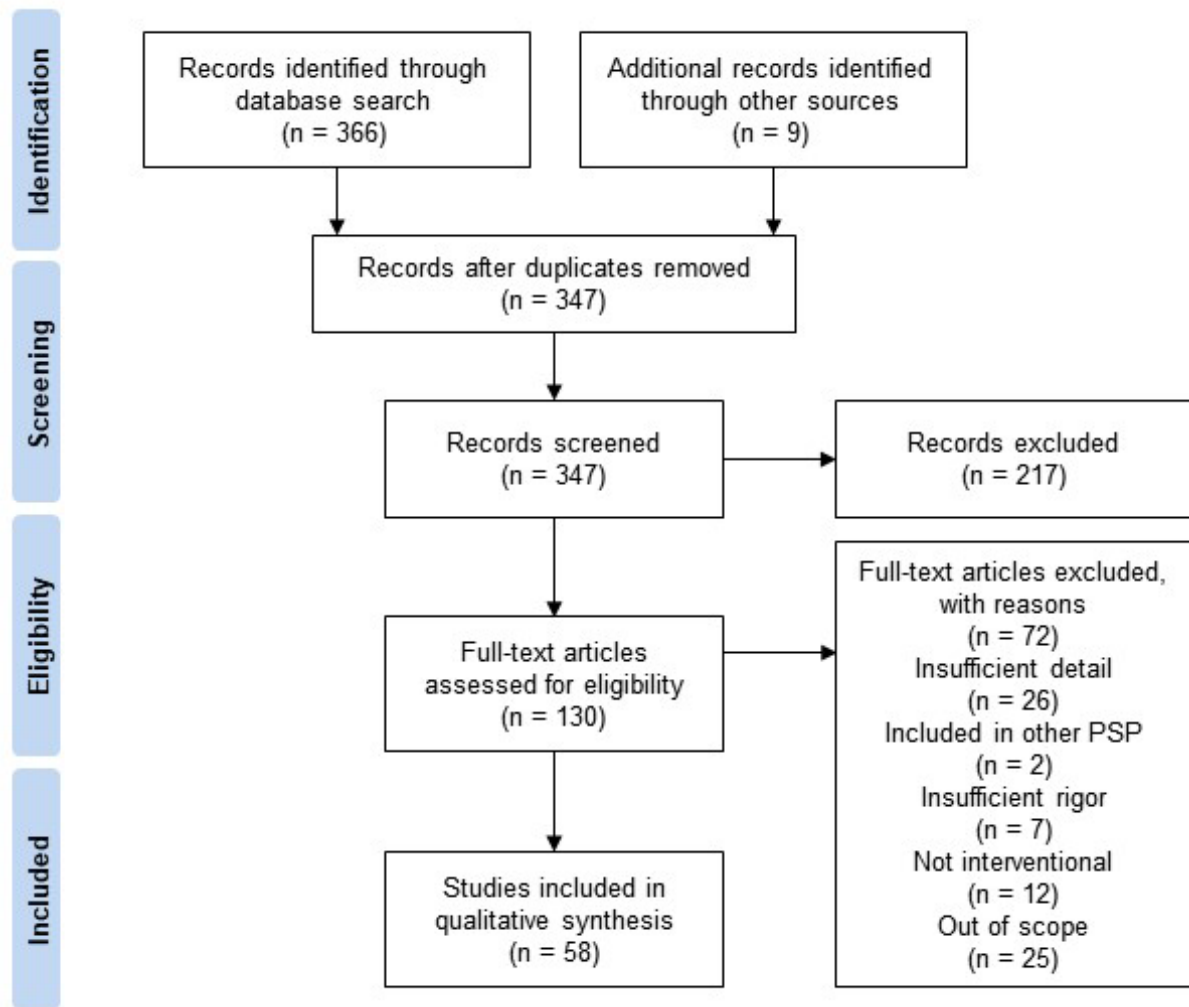 Identification
Records identified through
database search
(n = 366)
Additional records identified
through other sources
(n = 9)
Records after duplicates removed
(n = 347)
Screening
Records screened
(n = 347)
Records excluded
(n = 217)
Eligibility
Full-text articles
assessed for eligibility
(n = 130)
Full-text articles excluded,
with reasons
(n = 72)
Insufficient detail
(n = 26)
Included in other PSP
(n = 2)
Insufficient rigor
(n = 7)
Not interventional
(n = 12)
Out of scope
(n = 25)
Included
Studies included in
qualitative synthesis
(n = 58)